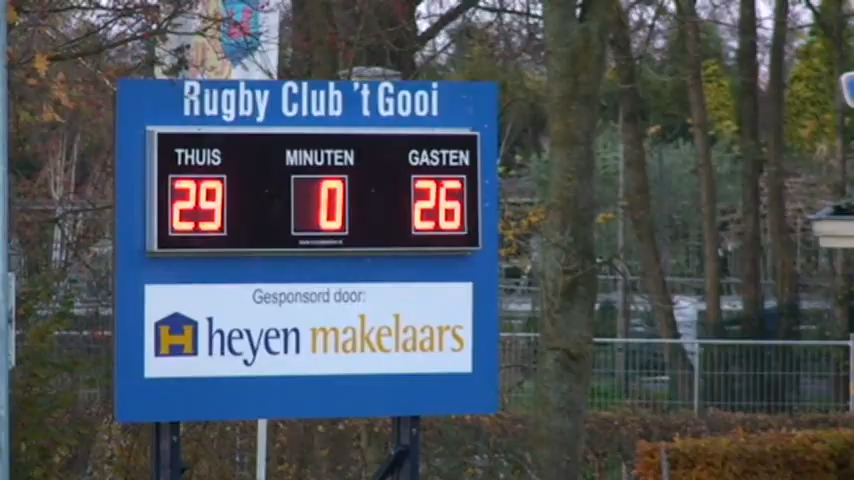 Rugby Club 't Gooi
THUIS MINUTEN GASTEN
29 0 26
Gesponsord door:
H heyen makelaars